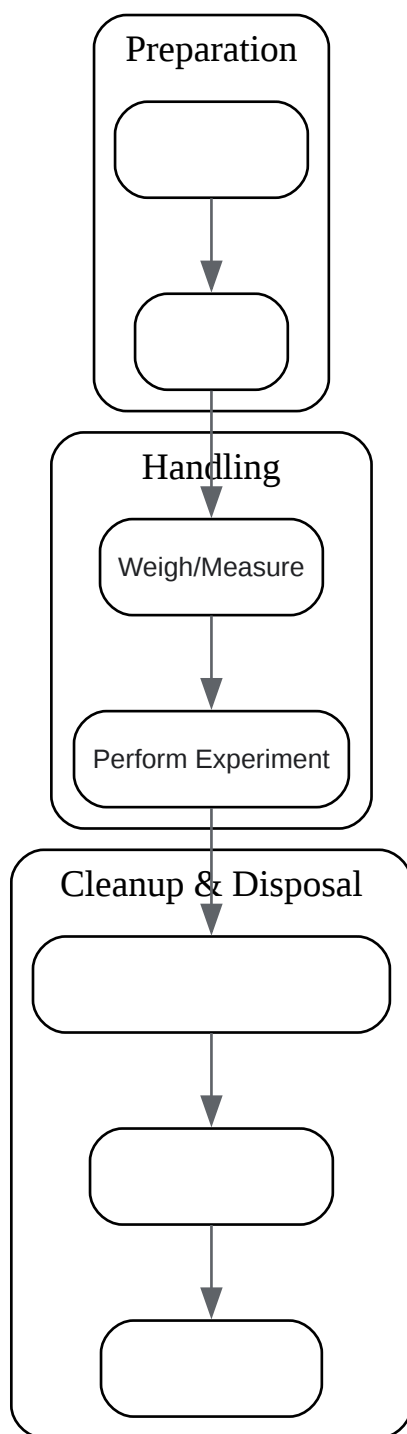 Preparation
Handling
Weigh/Measure
Perform Experiment
Cleanup & Disposal